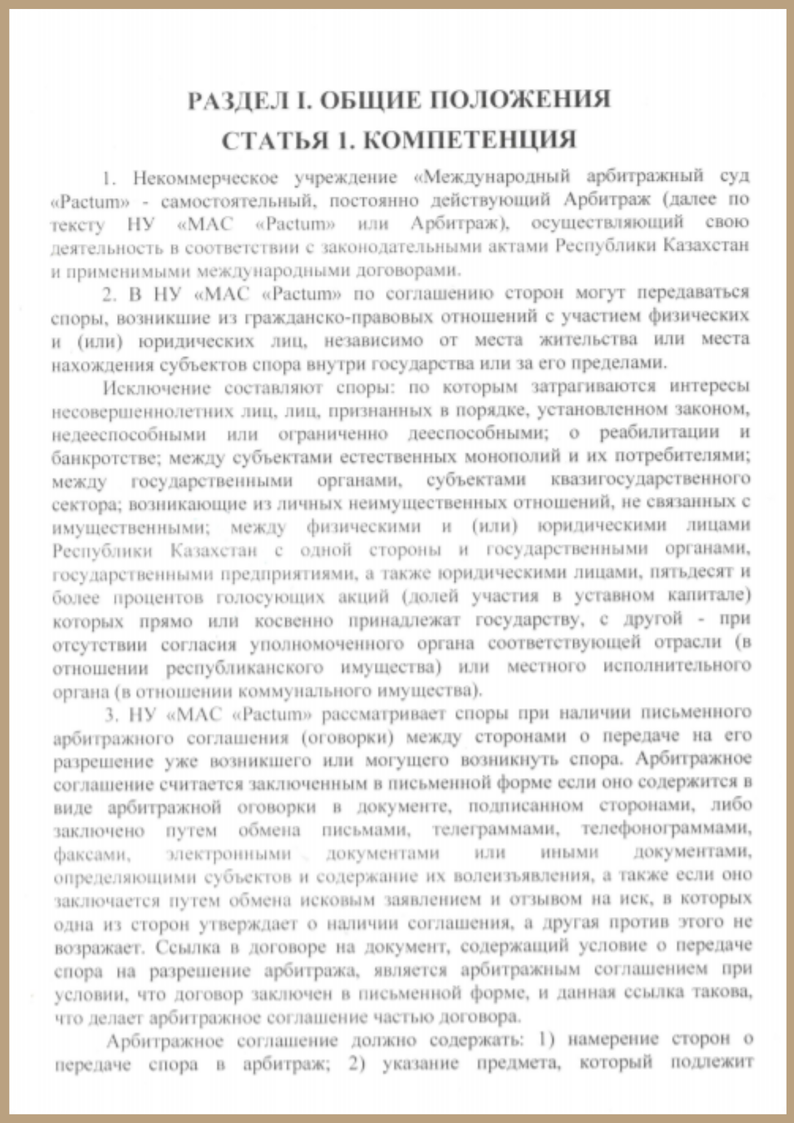 РАЗДЕЛ I. ОБЩИЕ ПОЛОЖЕНИЯ
СТАТЬЯ 1. КОМПЕТЕНЦИЯ
1. Некоммерческое учреждение «Международный арбитражный суд
«Pactum» - самостоятельный, постоянно действующий Арбитраж (далее по
тексту НУ «МАС «Pactum» или Арбитраж), осуществляющий свою
деятельность в соответствии с законодательными актами Республики Казахстан
и применимыми международными договорами.
2. В НУ «МАС «Pactum» по соглашению сторон могут передаваться
споры, возникшие из гражданско-правовых отношений с участием физических
и (или) юридических лиц, независимо от места жительства или места
нахождения субъектов спора внутри государства или за его пределами.
Исключение составляют споры: по которым затрагиваются интересы
несовершеннолетних лиц, лиц, признанных в порядке, установленном законом,
недееспособными или ограниченно дееспособными; о реабилитации и
банкротстве; между субъектами естественных монополий и их потребителями;
между государственными органами, субъектами квазигосударственного
сектора; возникающие из личных неимущественных отношений, не связанных с
имущественными; между физическими и (или) юридическими лицами
Республики Казахстан с одной стороны и государственными органами,
государственными предприятиями, а также юридическими лицами, пятьдесят и
более процентов голосующих акций (долей участия в уставном капитале)
которых прямо или косвенно принадлежат государству, с другой - при
отсутствии согласия уполномоченного органа соответствующей отрасли (в
отношении республиканского имущества) или местного исполнительного
органа (в отношении коммунального имущества).
3. НУ «МАС «Pactum» рассматривает споры при наличии письменного
арбитражного соглашения (оговорки) между сторонами о передаче на его
разрешение уже возникшего или могущего возникнуть спора. Арбитражное
соглашение считается заключенным в письменной форме если оно содержится в
виде арбитражной оговорки в документе, подписанном сторонами, либо
заключено путем обмена письмами, телеграммами, телефонограммами,
факсами, электронными документами или иными документами,
определяющими субъектов и содержание их волеизъявления, а также если оно
заключается путем обмена исковым заявлением и отзывом на иск, в которых
одна из сторон утверждает о наличии соглашения, а другая против этого не
возражает. Ссылка в договоре на документ, содержащий условие о передаче
спора на разрешение арбитража, является арбитражным соглашением при
условии, что договор заключен в письменной форме, и данная ссылка такова,
что делает арбитражное соглашение частью договора.
Арбитражное соглашение должно содержать: 1) намерение сторон о
передаче спора в арбитраж; 2) указание предмета, который подлежит